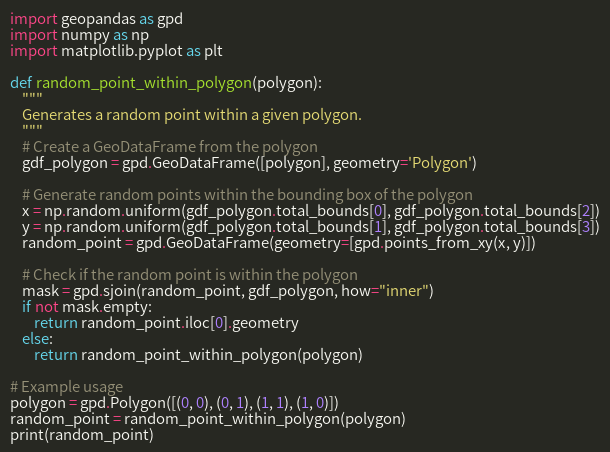 import geopandas as gpd
import numpy as np
import matplotlib.pyplot as plt

def random_point_within_polygon(polygon):
    """
    Generates a random point within a given polygon.
    """
    # Create a GeoDataFrame from the polygon
    gdf_polygon = gpd.GeoDataFrame([polygon], geometry='Polygon')

    # Generate random points within the bounding box of the polygon
    x = np.random.uniform(gdf_polygon.total_bounds[0], gdf_polygon.total_bounds[2])
    y = np.random.uniform(gdf_polygon.total_bounds[1], gdf_polygon.total_bounds[3])
    random_point = gpd.GeoDataFrame(geometry=[gpd.points_from_xy(x, y)])

    # Check if the random point is within the polygon
    mask = gpd.sjoin(random_point, gdf_polygon, how="inner")
    if not mask.empty:
        return random_point.iloc[0].geometry
    else:
        return random_point_within_polygon(polygon)

# Example usage
polygon = gpd.Polygon([(0, 0), (0, 1), (1, 1), (1, 0)])
random_point = random_point_within_polygon(polygon)
print(random_point)